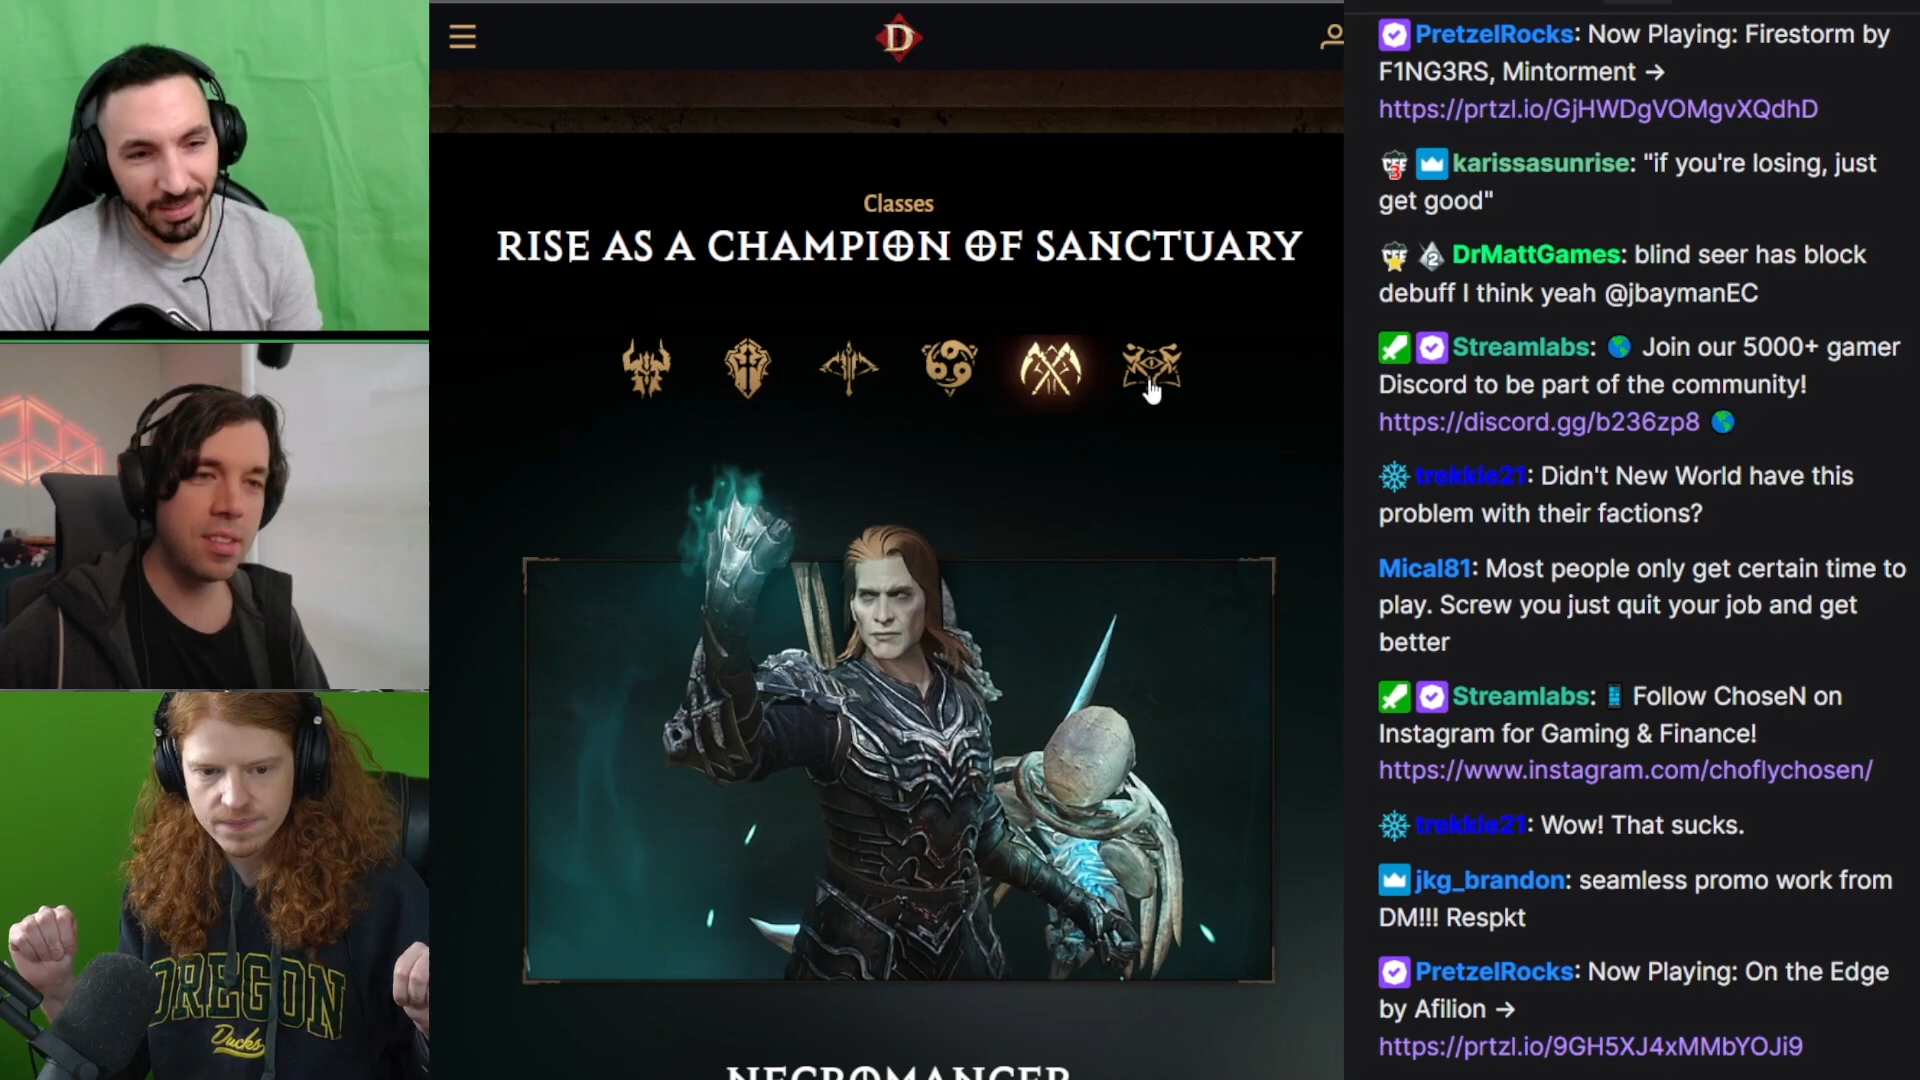 D
Classes
RISE AS A CHAMPION OF SANCTUARY
NECROMANCER
OREGON
Ducks
PretzelRocks: Now Playing: Firestorm by
F1NG3RS, Mintorment →
https://prtzl.io/GjHWDgVOMgvXQdhD
karissasunrise: "if you're losing, just
get good"
DrMattGames: blind seer has block
debuff I think yeah @jbaymanEC
Streamlabs: 🌎 Join our 5000+ gamer
Discord to be part of the community!
https://discord.gg/b236zp8 🌎
trekkie21: Didn't New World have this
problem with their factions?
Mical81: Most people only get certain time to
play. Screw you just quit your job and get
better
Streamlabs: 📱 Follow ChoseN on
Instagram for Gaming & Finance!
https://www.instagram.com/choflychosen/
trekkie21: Wow! That sucks.
jkg_brandon: seamless promo work from
DM!!! Respkt
PretzelRocks: Now Playing: On the Edge
by Afilion →
https://prtzl.io/9GH5XJ4xMMbYOJi9